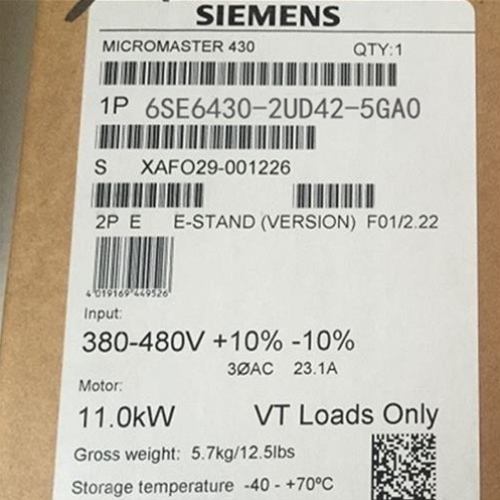 SIEMENS
MICROMASTER 430 QTY:1
1P 6SE6430-2UD42-5GA0
S XAFO29-001226
2P E E-STAND (VERSION) F01/2.22
4 019169 449526
Input:
380-480V +10% -10%
3ØAC 23.1A
Motor:
11.0kW VT Loads Only
Gross weight: 5.7kg/12.5lbs
Storage temperature -40 - +70°C